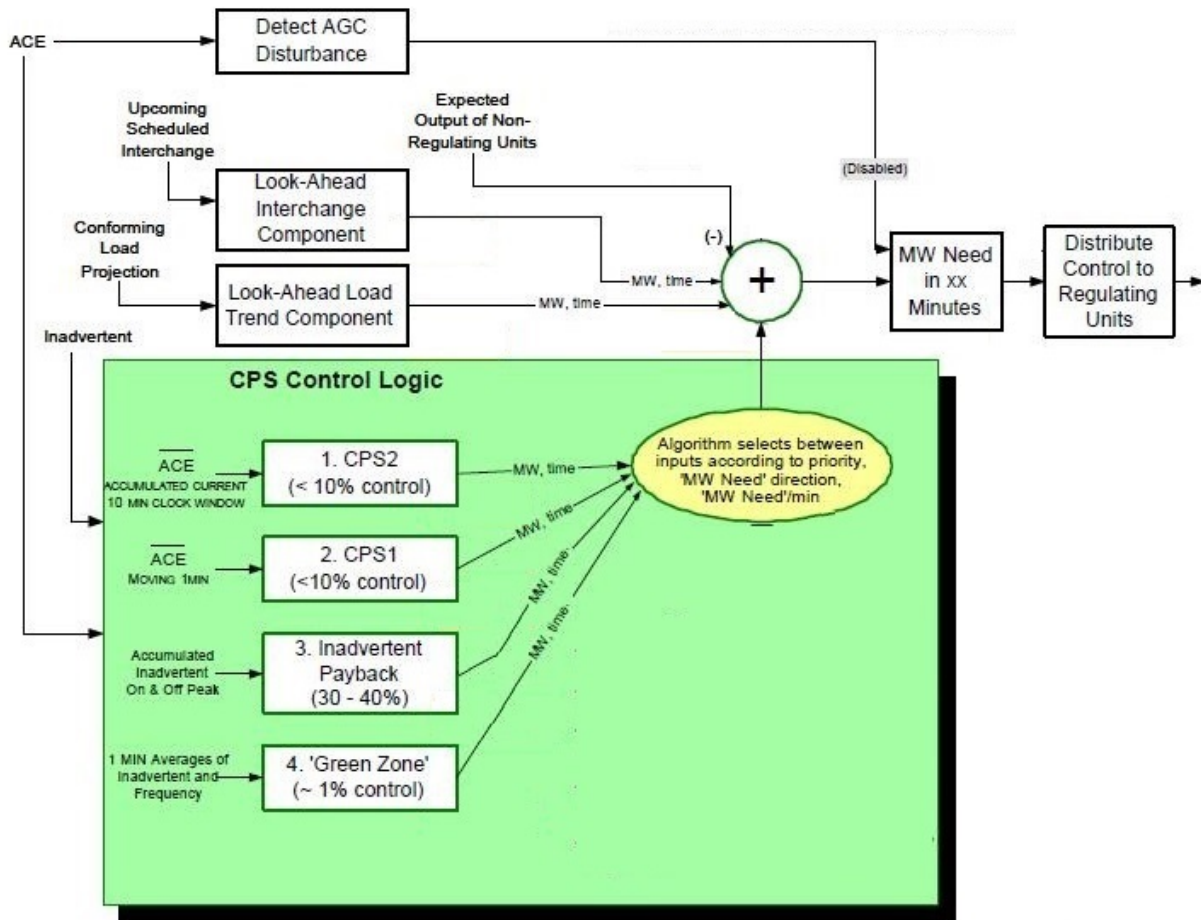 ACE
Detect AGC
Disturbance
Upcoming
Scheduled
Interchange
Expected
Output of Non-
Regulating Units
Look-Ahead
Interchange
Component
(Disabled)
Conforming
Load
Projection
(-)
Look-Ahead Load
Trend Component
MW, time
MW, time
+
MW Need
in xx
Minutes
Distribute
Control to
Regulating
Units
Inadvertent
CPS Control Logic
ACE
ACCUMULATED CURRENT
10 MIN CLOCK WINDOW
1. CPS2
(< 10% control)
MW, time
Algorithm selects between
inputs according to priority,
'MW Need' direction,
'MW Need'/min
ACE
MOVING 1MIN
2. CPS1
(<10% control)
MW, time
Accumulated
Inadvertent
On & Off Peak
3. Inadvertent
Payback
(30 - 40%)
MW, time
1 MIN Averages of
Inadvertent and
Frequency
4. 'Green Zone'
(~ 1% control)
MW, time